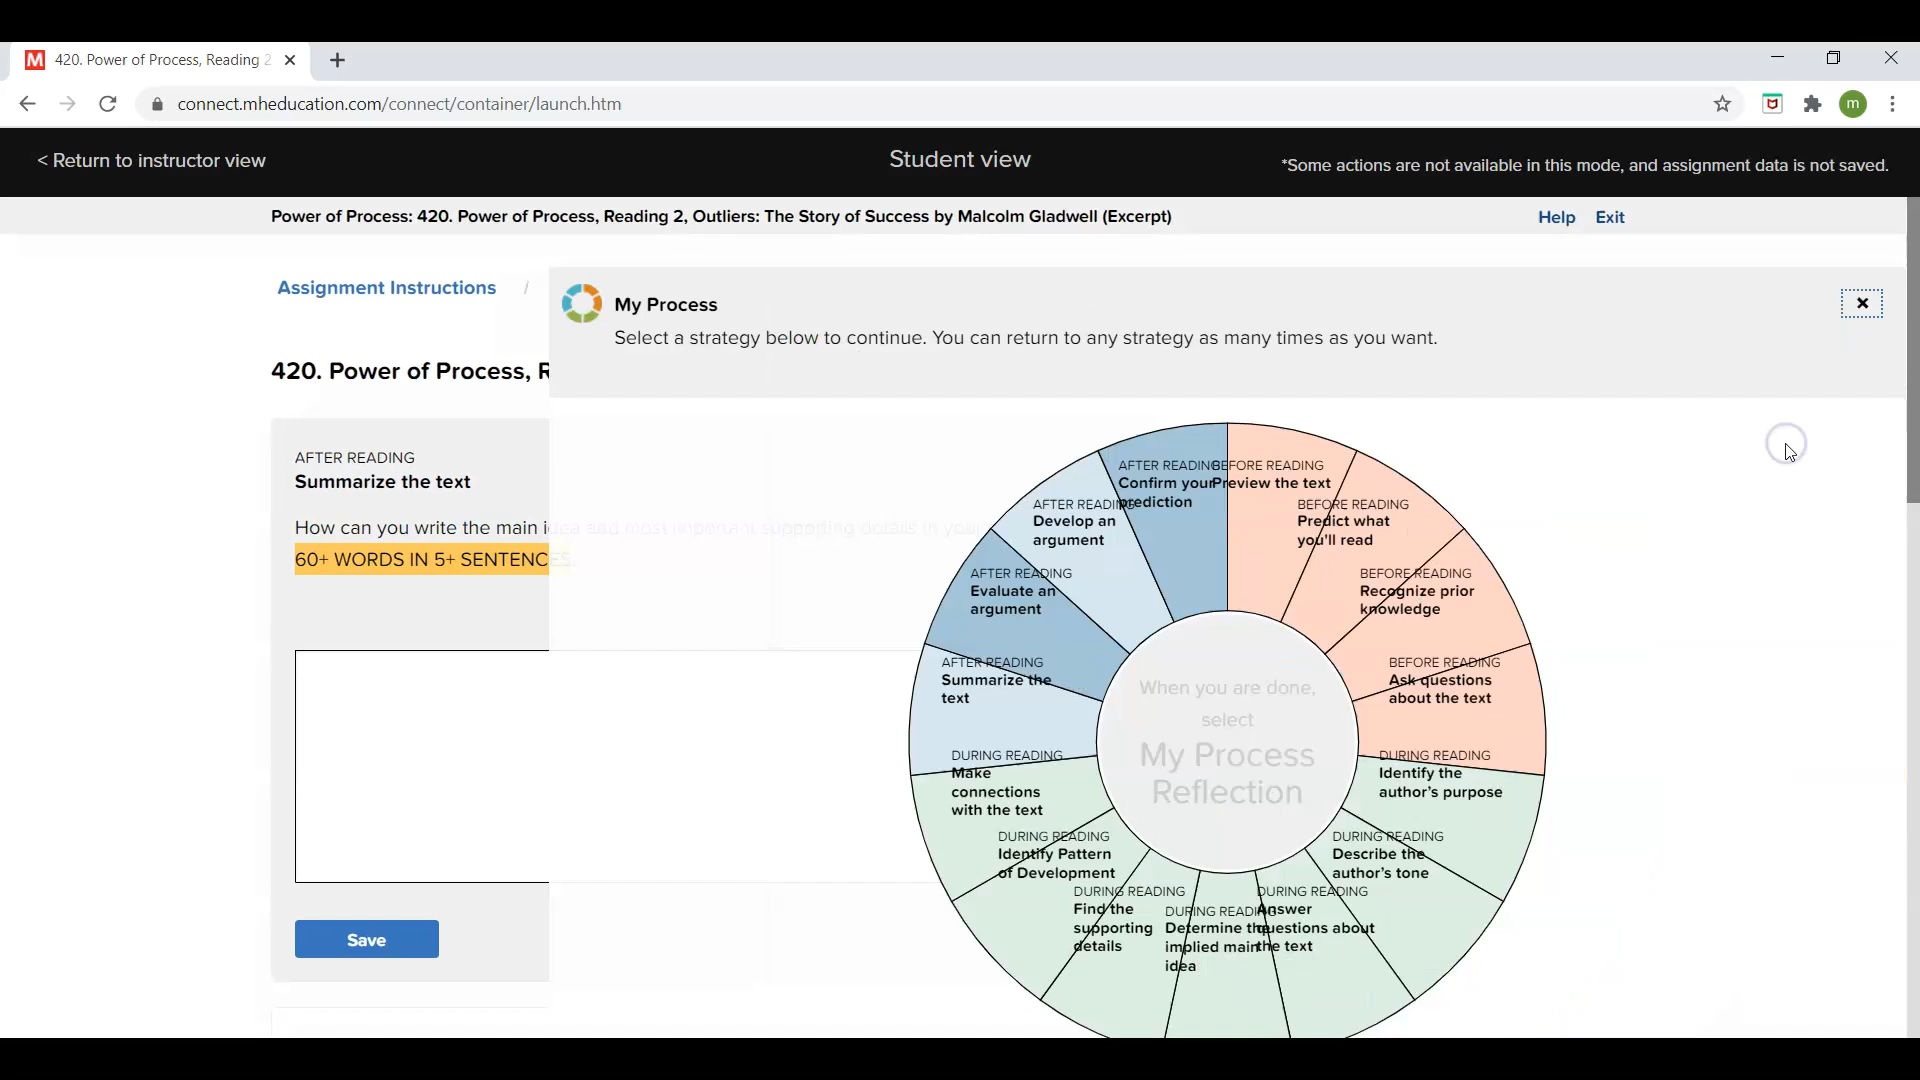 420. Power of Process, Reading 2
connect.mheducation.com/connect/container/launch.htm
m
< Return to instructor view
Student view
*Some actions are not available in this mode, and assignment data is not saved.
Power of Process: 420. Power of Process, Reading 2, Outliers: The Story of Success by Malcolm Gladwell (Excerpt)
Help
Exit
Assignment Instructions /
My Process
Select a strategy below to continue. You can return to any strategy as many times as you want.
420. Power of Process, R
AFTER READING
Summarize the text
How can you write the main idea and most important supporting details in your
60+ WORDS IN 5+ SENTENCES.
Save
BEFORE READING
Preview the text
BEFORE READING
Predict what
you'll read
BEFORE READING
Recognize prior
knowledge
BEFORE READING
Ask questions
about the text
DURING READING
Identify the
author's purpose
DURING READING
Describe the
author's tone
DURING READING
Answer
questions about
the text
DURING READING
Determine the
implied main
idea
DURING READING
Find the
supporting
details
DURING READING
Identify Pattern
of Development
DURING READING
Make
connections
with the text
AFTER READING
Summarize the
text
AFTER READING
Evaluate an
argument
AFTER READING
Develop an
argument
AFTER READING
Confirm your
prediction
When you are done,
select
My Process
Reflection